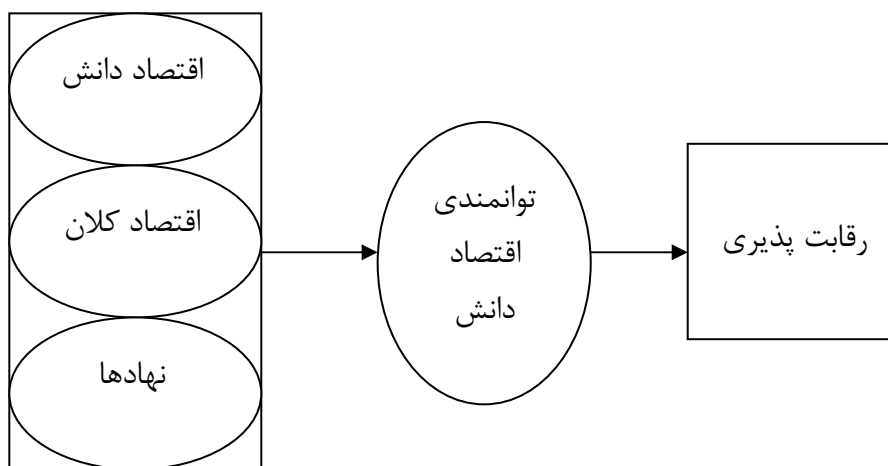 اقتصاد دانش
اقتصاد کلان
نهادها
توانمندی
اقتصاد
دانش
رقابت پذیری